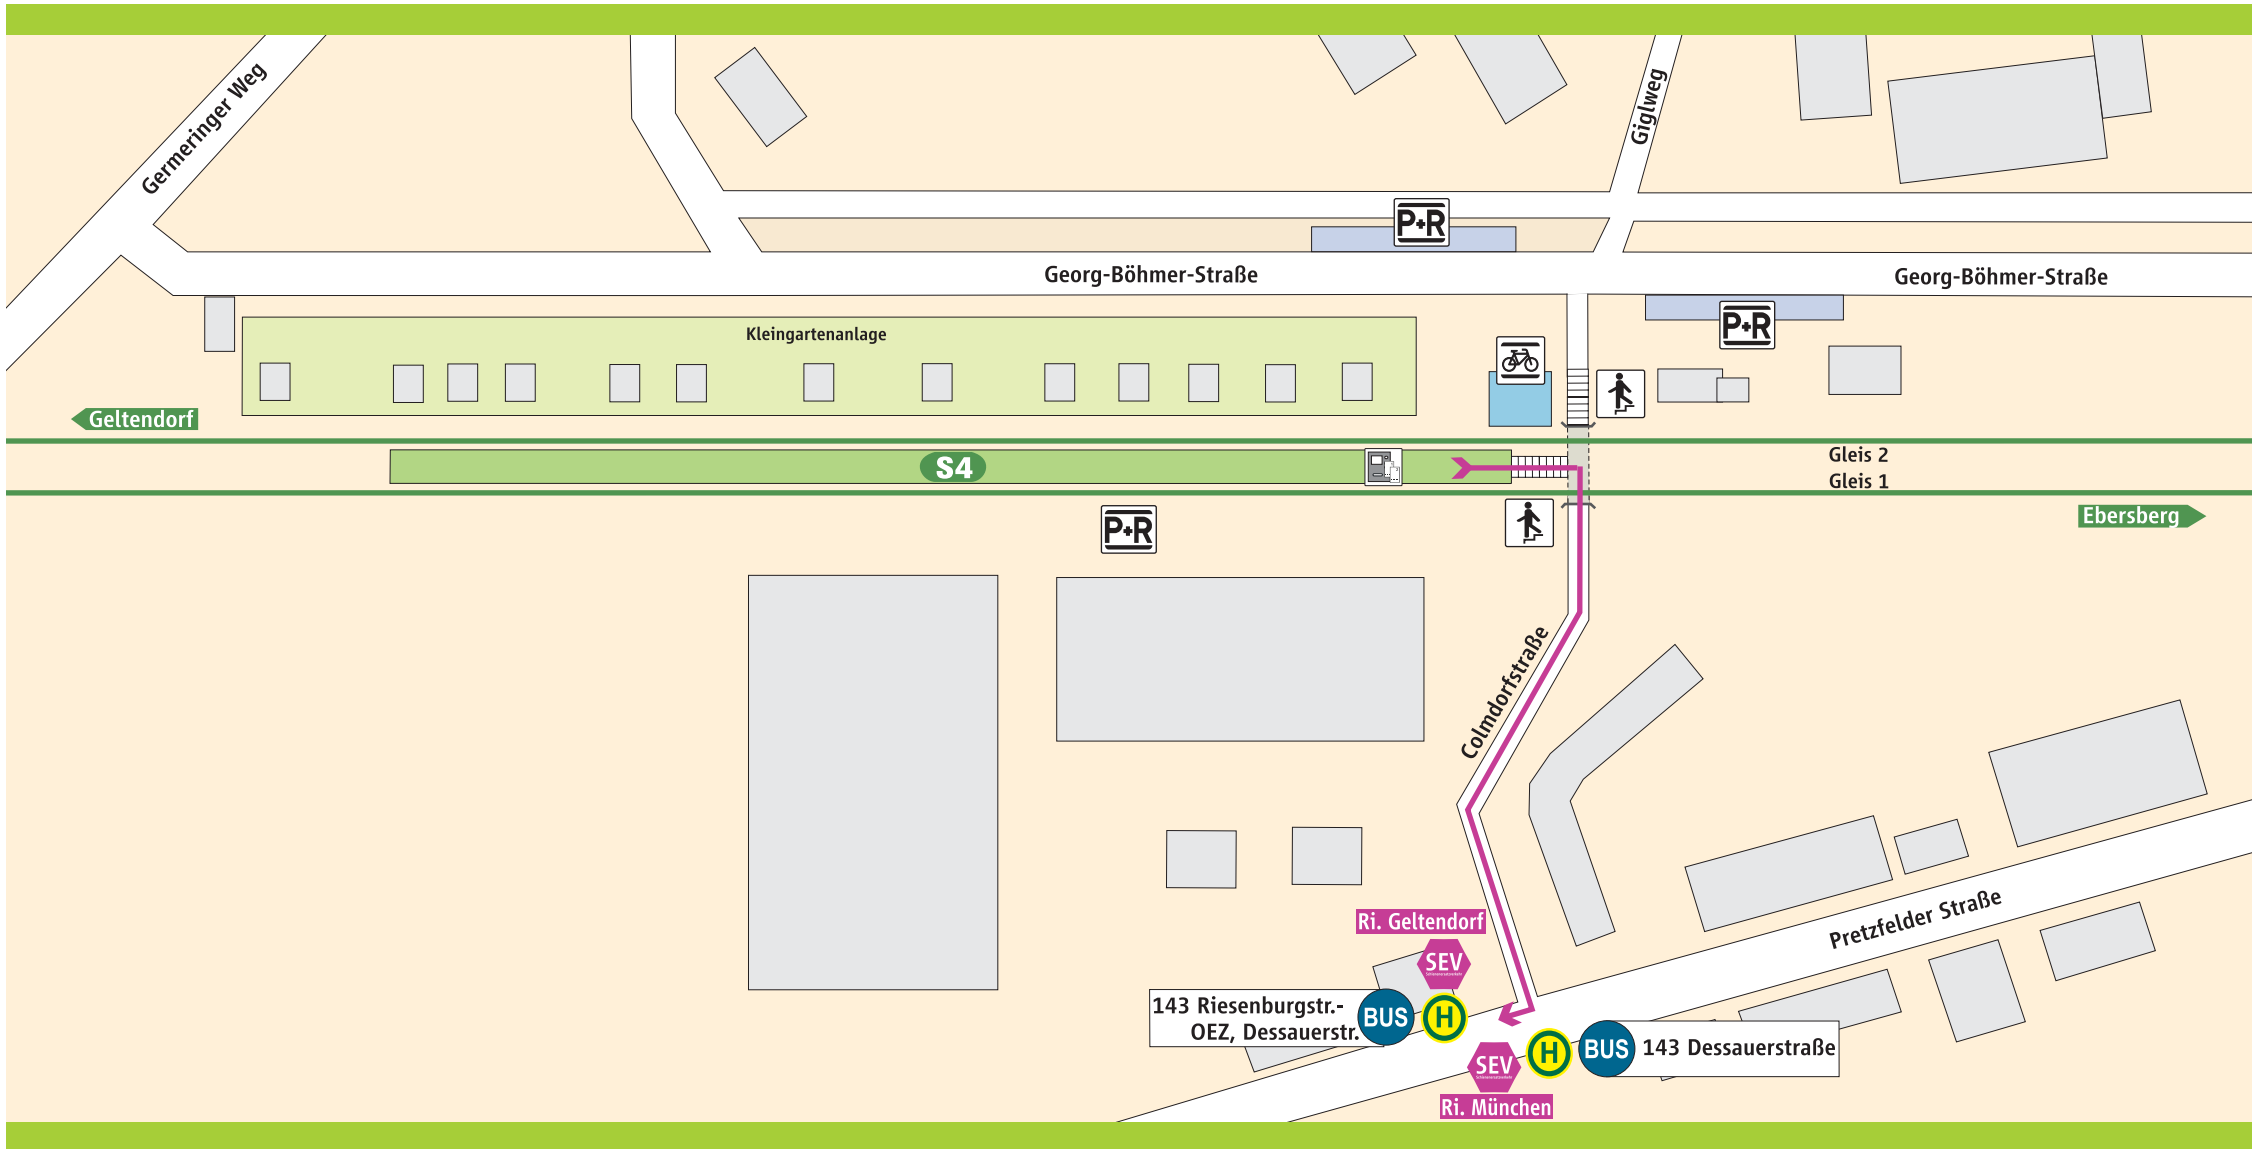 Germeringer Weg
Giglweg
P+R
Georg-Böhmer-Straße
Georg-Böhmer-Straße
P+R
Kleingartenanlage
Geltendorf
S4
Gleis 2
Gleis 1
Ebersberg
P+R
Colmdorfstraße
Pretzfelder Straße
Ri. Geltendorf
SEV
143 Riesenburgstr.-
OEZ, Dessauerstr.
BUS
H
SEV
H
BUS
143 Dessauerstraße
Ri. München